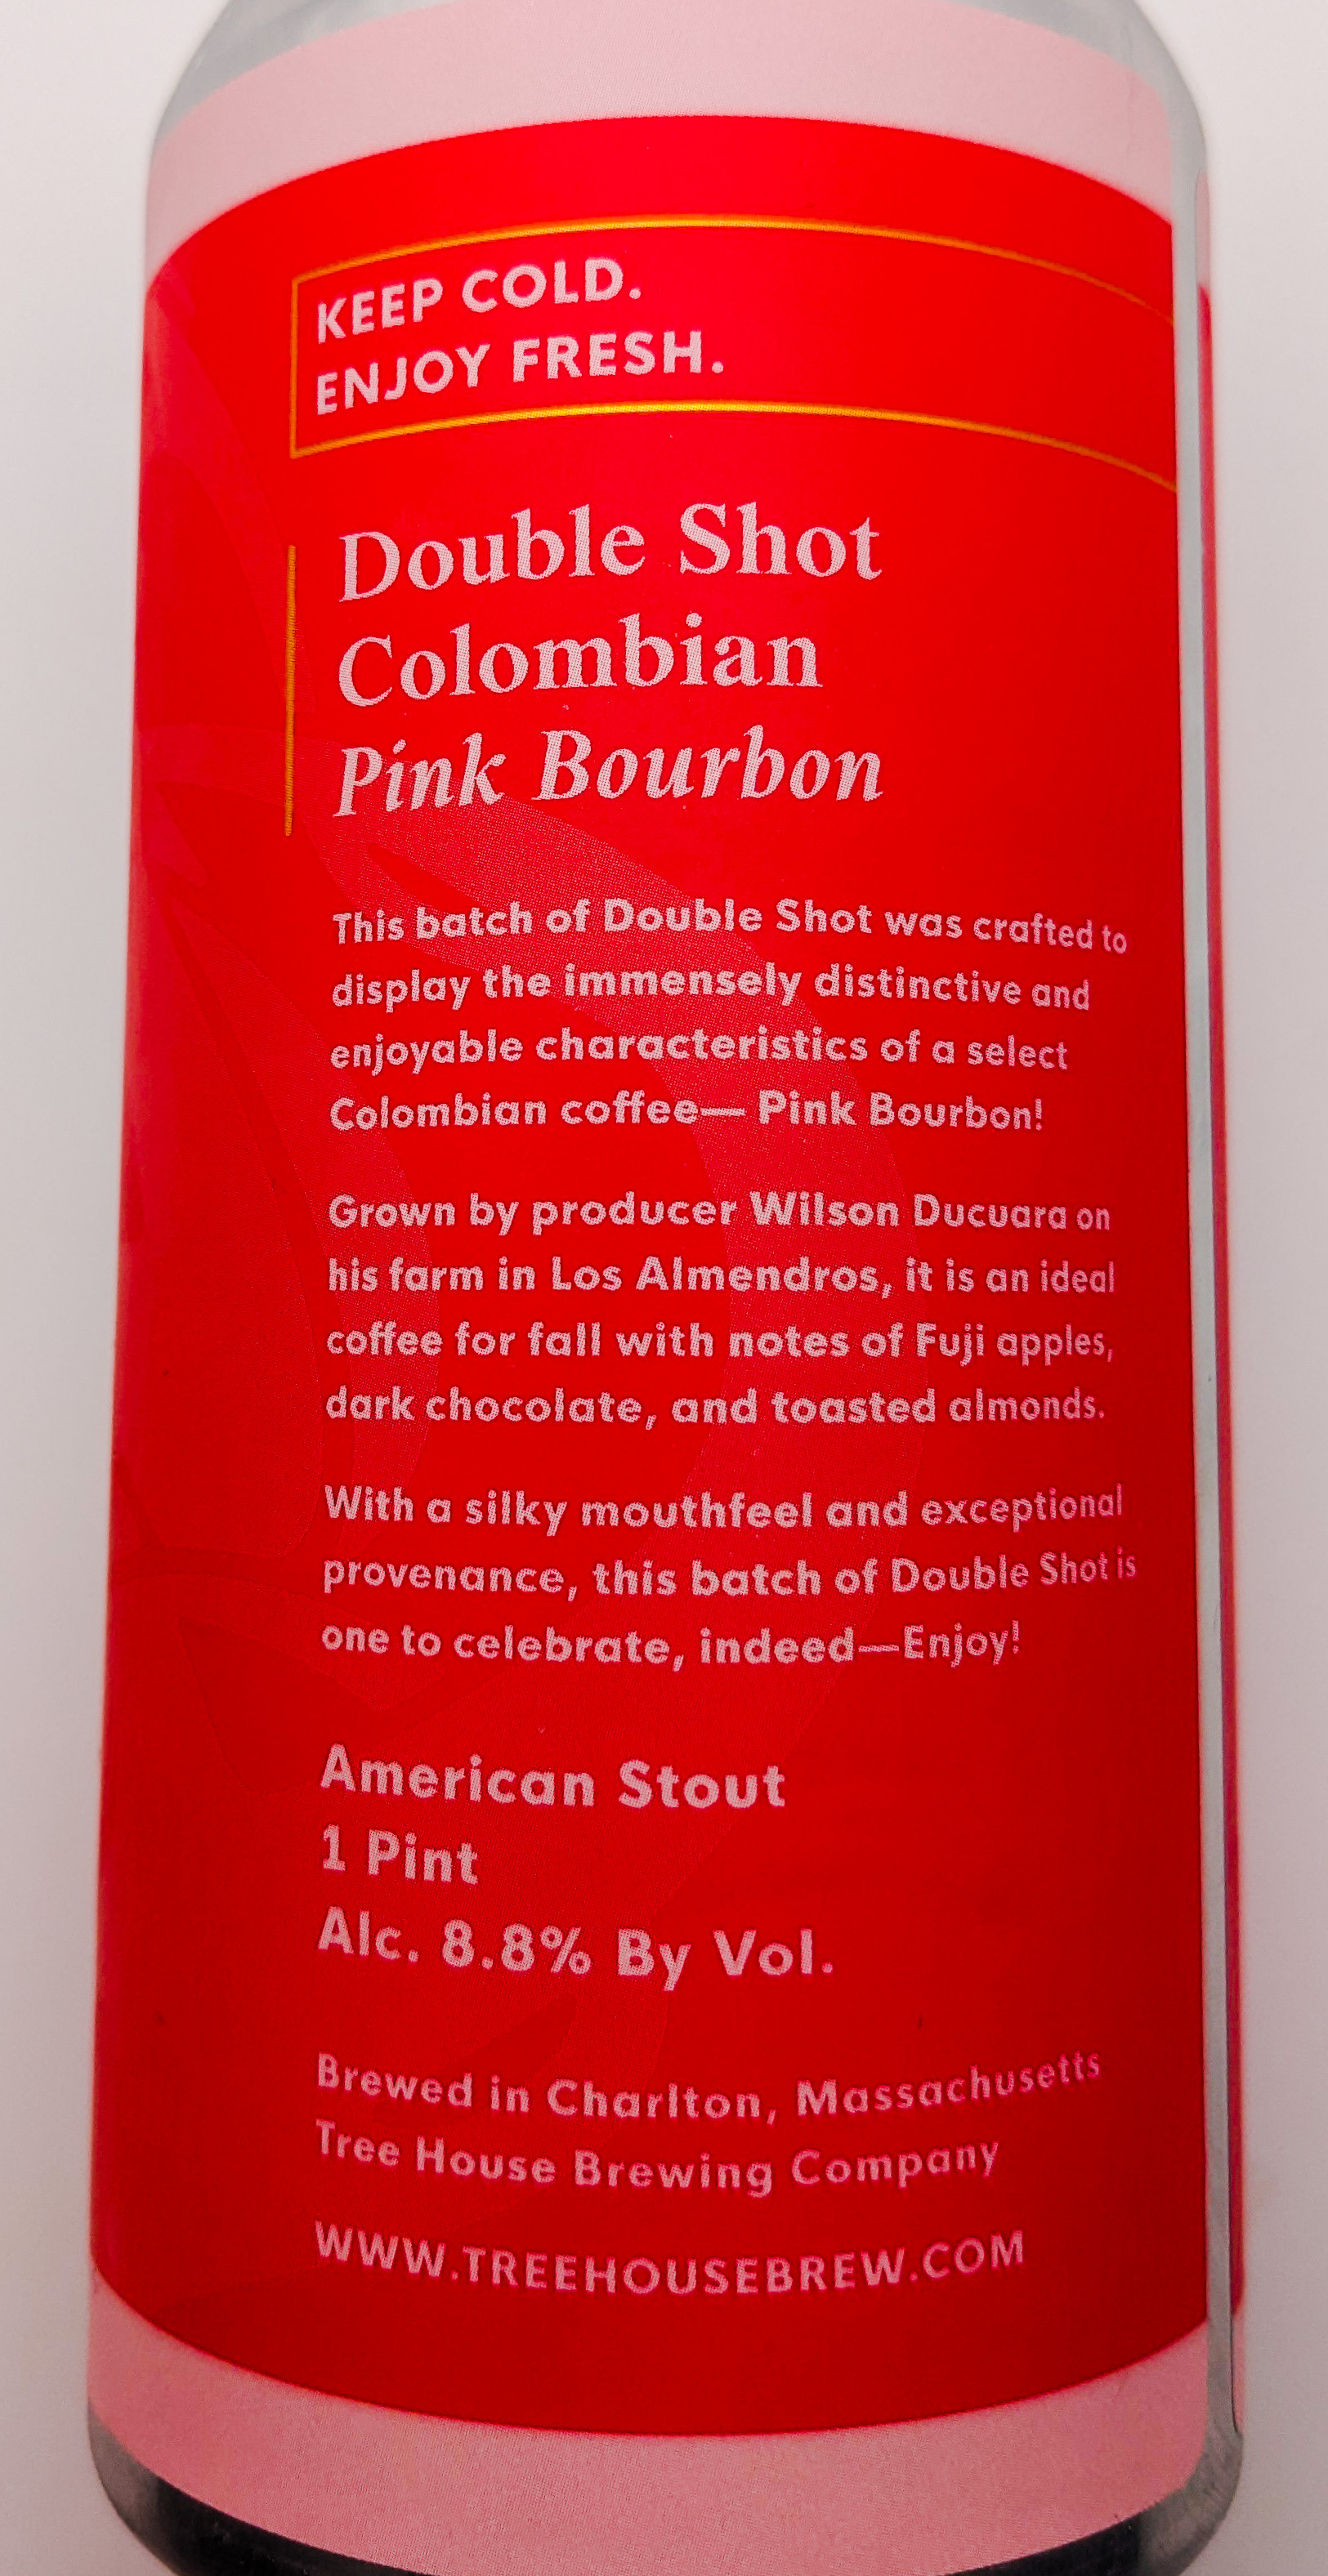 KEEP COLD.
ENJOY FRESH.
Double Shot
Colombian
Pink Bourbon
This batch of Double Shot was crafted to
display the immensely distinctive and
enjoyable characteristics of a select
Colombian coffee— Pink Bourbon!
Grown by producer Wilson Ducuara on
his farm in Los Almendros, it is an ideal
coffee for fall with notes of Fuji apples,
dark chocolate, and toasted almonds.
With a silky mouthfeel and exceptional
provenance, this batch of Double Shot is
one to celebrate, indeed—Enjoy!
American Stout
1 Pint
Alc. 8.8% By Vol.
Brewed in Charlton, Massachusetts
Tree House Brewing Company
WWW.TREEHOUSEBREW.COM